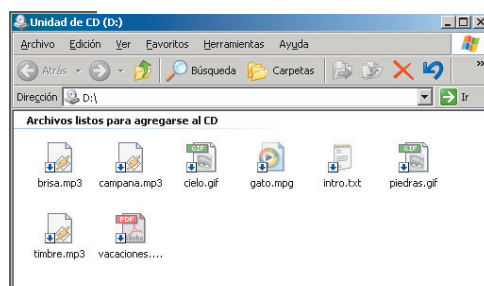 Unidad de CD (D:)
Archivo Edición Ver Favoritos Herramientas Ayuda
Atrás Búsqueda Carpetas »
Dirección D:\ Ir
Archivos listos para agregarse al CD
GIF GIF
brisa.mp3 campana.mp3 cielo.gif gato.mpg intro.txt piedras.gif
PDF
Adobe
timbre.mp3 vacaciones....